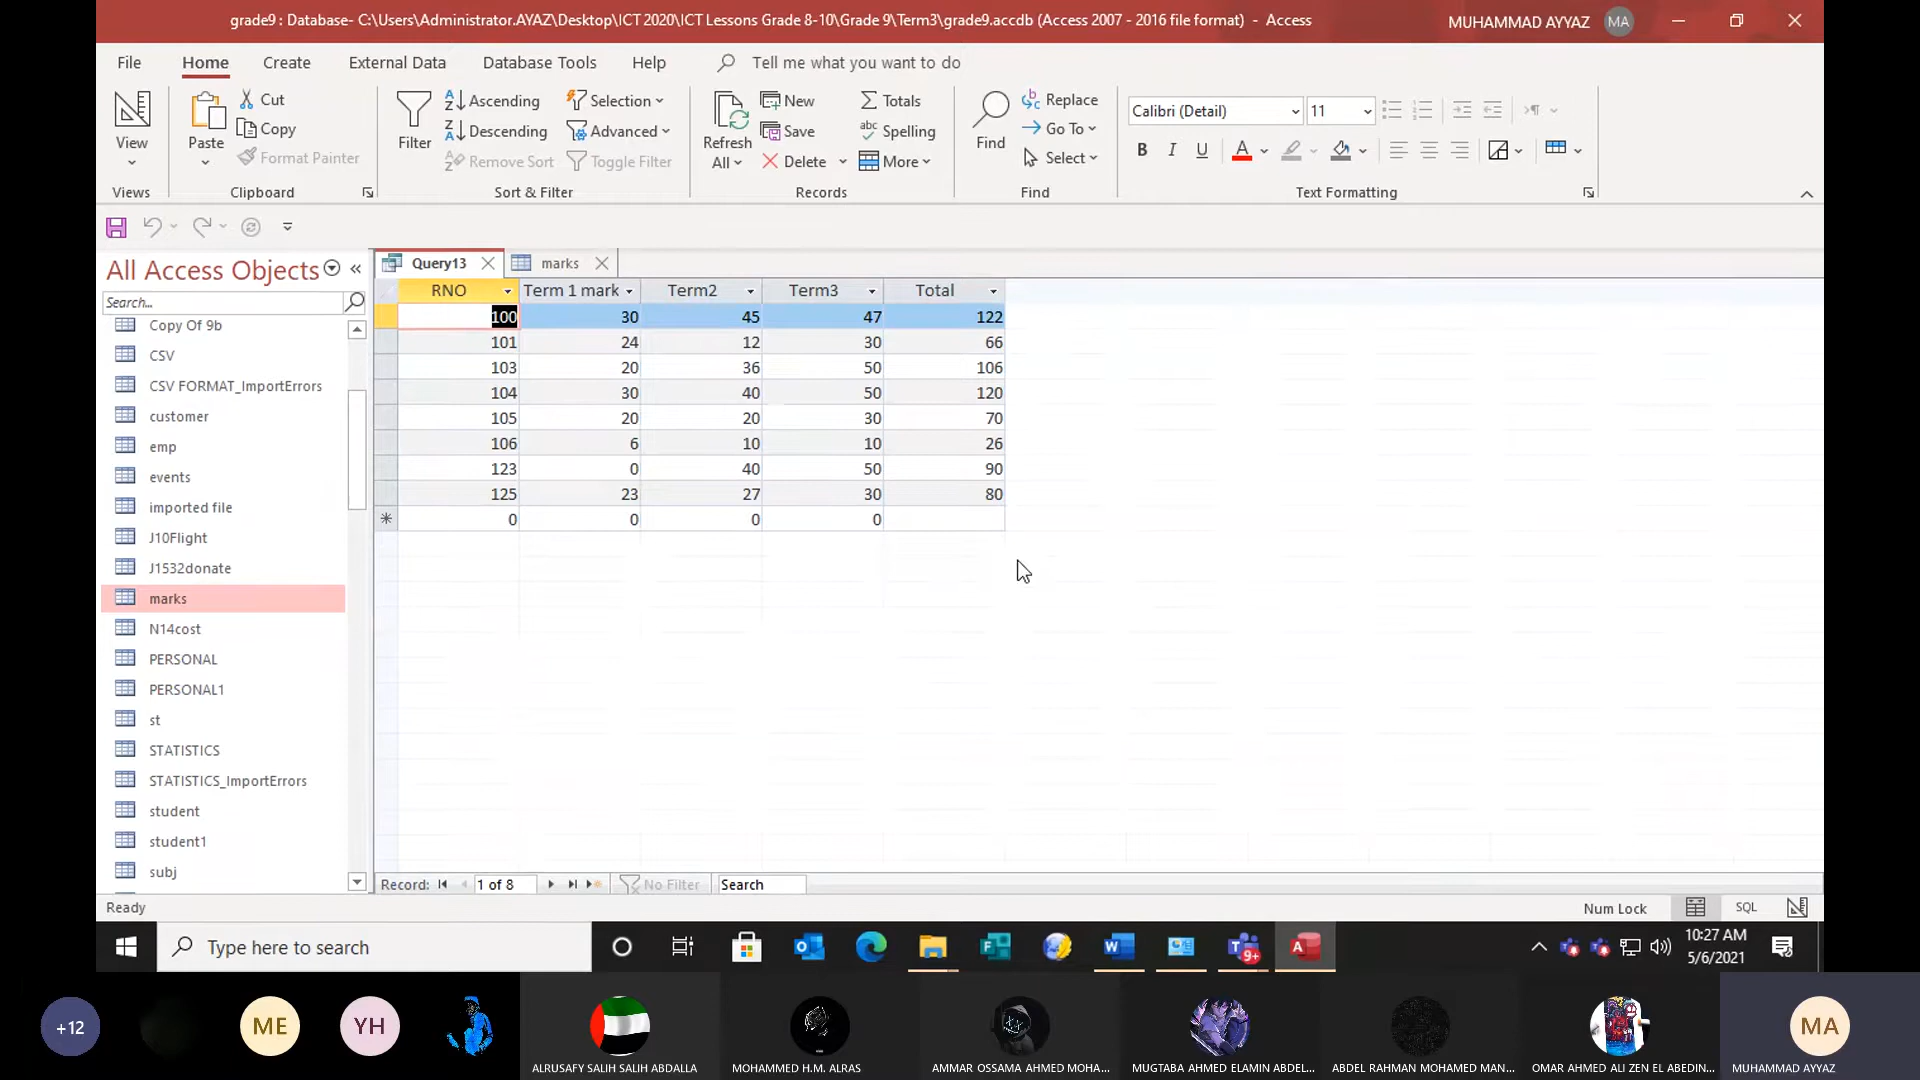 grade9 : Database- C:\Users\Administrator.AYAZ\Desktop\ICT 2020\ICT Lessons Grade 8-10\Grade 9\Term3\grade9.accdb (Access 2007 - 2016 file format) - Access
MUHAMMAD AYYAZ MA
File Home Create External Data Database Tools Help Tell me what you want to do
View
Views
Paste
Cut
Copy
Format Painter
Clipboard
Filter
Ascending
Descending
Remove Sort
Selection
Advanced
Toggle Filter
Sort & Filter
Refresh
All
New
Save
Delete
Totals
Spelling
More
Records
Find
Replace
Go To
Select
Find
Calibri (Detail) 11
B I U A
Text Formatting
All Access Objects
Search...
Copy Of 9b
CSV
CSV FORMAT_ImportErrors
customer
emp
events
imported file
J10Flight
J1532donate
marks
N14cost
PERSONAL
PERSONAL1
st
STATISTICS
STATISTICS_ImportErrors
student
student1
subj
Query13 marks
RNO Term 1 mark Term2 Term3 Total
100 30 45 47 122
101 24 12 30 66
103 20 36 50 106
104 30 40 50 120
105 20 20 30 70
106 6 10 10 26
123 0 40 50 90
125 23 27 30 80
* 0 0 0 0
Record: 1 of 8 No Filter Search
Ready Num Lock SQL
Type here to search
9+
10:27 AM
5/6/2021
+12 ME YH MA
ALRUSAFY SALIH SALIH ABDALLA
MOHAMMED H.M. ALRAS
AMMAR OSSAMA AHMED MOHA...
MUGTABA AHMED ELAMIN ABDEL...
ABDEL RAHMAN MOHAMED MAN...
OMAR AHMED ALI ZEN EL ABEDIN...
MUHAMMAD AYYAZ